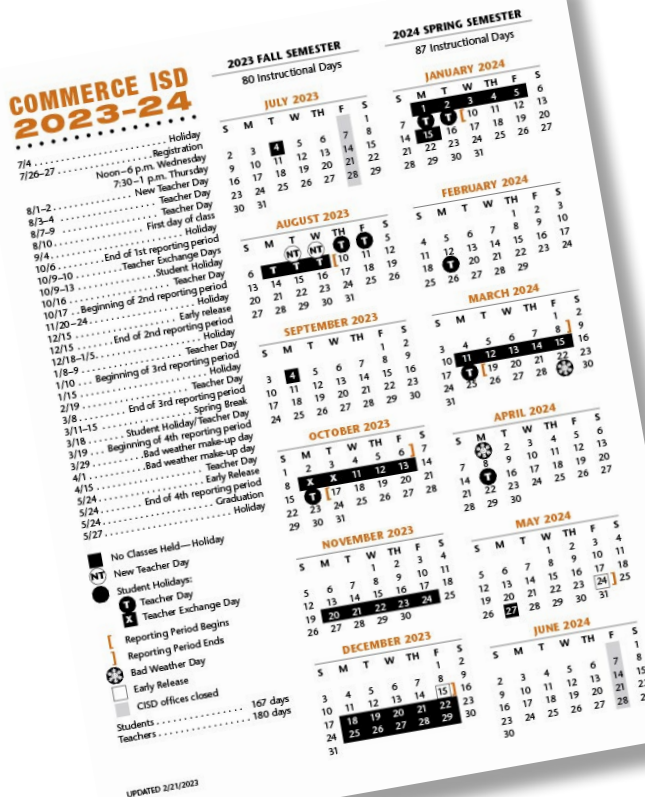 COMMERCE ISD
2023-24
7/4 . . . . . . . . . . . . . . . . . . . . . . . . Holiday
7/26–27 . . . . . . . . . . . . . . . . . Registration
Noon–6 p.m. Wednesday
7:30–1 p.m. Thursday
8/1–2 . . . . . . . . . . . . . . . New Teacher Day
8/3–4 . . . . . . . . . . . . . . . . . . . Teacher Day
8/7–9 . . . . . . . . . . . . . . . . . . . Teacher Day
8/10 . . . . . . . . . . . . . . . . . First day of class
9/4 . . . . . . . . . . . . . . . . . . . . . . . . Holiday
10/6 . . . . . . . . . End of 1st reporting period
10/9–10 . . . . . . . . Teacher Exchange Days
10/9–13 . . . . . . . . . . . . . . Student Holiday
10/16 . . . . . . . . . . . . . . . . . . . Teacher Day
10/17 . . Beginning of 2nd reporting period
11/20–24 . . . . . . . . . . . . . . . . . . . Holiday
12/15 . . . . . . . . . . . . . . . . . . Early release
12/15 . . . . . . . . End of 2nd reporting period
12/18–1/5 . . . . . . . . . . . . . . . . . . Holiday
1/8–9 . . . . . . . . . . . . . . . . . . . Teacher Day
1/10 . . . Beginning of 3rd reporting period
1/15 . . . . . . . . . . . . . . . . . . . . . . . Holiday
2/19 . . . . . . . . . . . . . . . . . . . Teacher Day
3/8 . . . . . . . . . End of 3rd reporting period
3/11–15 . . . . . . . . . . . . . . . . Spring Break
3/18 . . . . . . . . Student Holiday/Teacher Day
3/19 . . . Beginning of 4th reporting period
3/29 . . . . . . . . . . Bad weather make-up day
4/1 . . . . . . . . . . . Bad weather make-up day
4/15 . . . . . . . . . . . . . . . . . . . Teacher Day
5/24 . . . . . . . . . . . . . . . . . . Early Release
5/24 . . . . . . . . End of 4th reporting period
5/24 . . . . . . . . . . . . . . . . . . . Graduation
5/27 . . . . . . . . . . . . . . . . . . . . . . Holiday
No Classes Held—Holiday
NT New Teacher Day
Student Holidays:
T Teacher Day
X Teacher Exchange Day
[ Reporting Period Begins
] Reporting Period Ends
Bad Weather Day
Early Release
CISD offices closed
Students . . . . . . . . . . . . . . . . 167 days
Teachers . . . . . . . . . . . . . . . . 180 days
UPDATED 2/21/2023
2023 FALL SEMESTER
80 Instructional Days
JULY 2023
S M T W TH F S
1
2 3 4 5 6 7 8
9 10 11 12 13 14 15
16 17 18 19 20 21 22
23 24 25 26 27 28 29
30 31
AUGUST 2023
S M T W TH F S
NT NT T T 5
6 T T T [10 11 12
13 14 15 16 17 18 19
20 21 22 23 24 25 26
27 28 29 30 31
SEPTEMBER 2023
S M T W TH F S
1 2
3 4 5 6 7 8 9
10 11 12 13 14 15 16
17 18 19 20 21 22 23
24 25 26 27 28 29 30
OCTOBER 2023
S M T W TH F S
1 2 3 4 5 6 ] 7
8 X X 11 12 13 14
15 T [17 18 19 20 21
22 23 24 25 26 27 28
29 30 31
NOVEMBER 2023
S M T W TH F S
1 2 3 4
5 6 7 8 9 10 11
12 13 14 15 16 17 18
19 20 21 22 23 24 25
26 27 28 29 30
DECEMBER 2023
S M T W TH F S
1 2
3 4 5 6 7 8 9
10 11 12 13 14 15 ] 16
17 18 19 20 21 22 23
24 25 26 27 28 29 30
31
2024 SPRING SEMESTER
87 Instructional Days
JANUARY 2024
S M T W TH F S
1 2 3 4 5 6
7 T T [10 11 12 13
14 15 16 17 18 19 20
21 22 23 24 25 26 27
28 29 30 31
FEBRUARY 2024
S M T W TH F S
1 2 3
4 5 6 7 8 9 10
11 12 13 14 15 16 17
18 T 20 21 22 23 24
25 26 27 28 29
MARCH 2024
S M T W TH F S
1 2
3 4 5 6 7 8 ] 9
10 11 12 13 14 15 16
17 T [19 20 21 22 23
24 25 26 27 28 30
31
APRIL 2024
S M T W TH F S
2 3 4 5 6
7 8 9 10 11 12 13
14 T 16 17 18 19 20
21 22 23 24 25 26 27
28 29 30
MAY 2024
S M T W TH F S
1 2 3 4
5 6 7 8 9 10 11
12 13 14 15 16 17 18
19 20 21 22 23 24 ] 25
26 27 28 29 30 31
JUNE 2024
S M T W TH F S
1
2 3 4 5 6 7 8
9 10 11 12 13 14 15
16 17 18 19 20 21 22
23 24 25 26 27 28 29
30